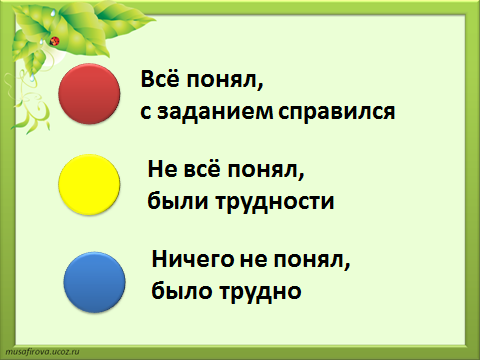 Всё понял,
с заданием справился
Не всё понял,
были трудности
Ничего не понял,
было трудно
musafirova.ucoz.ru